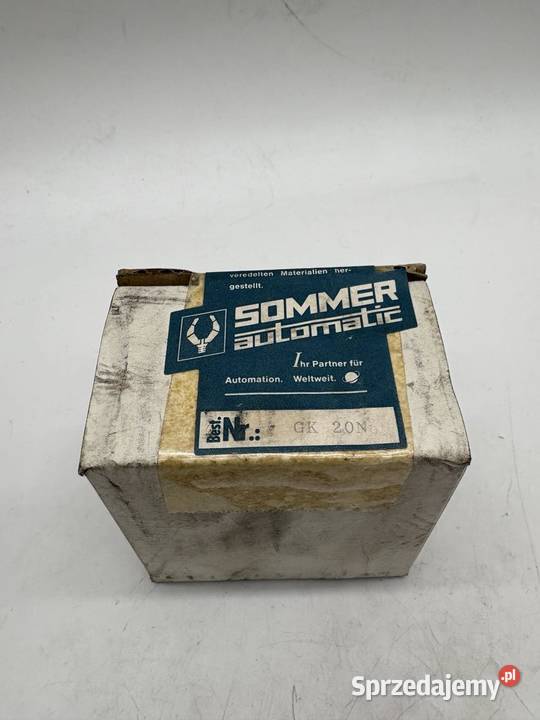 veredelten Materialien her-
gestellt.
SOMMER
automatic
Ihr Partner für
Automation. Weltweit.
Best. Nr.: GK 20N
Sprzedajemy.pl